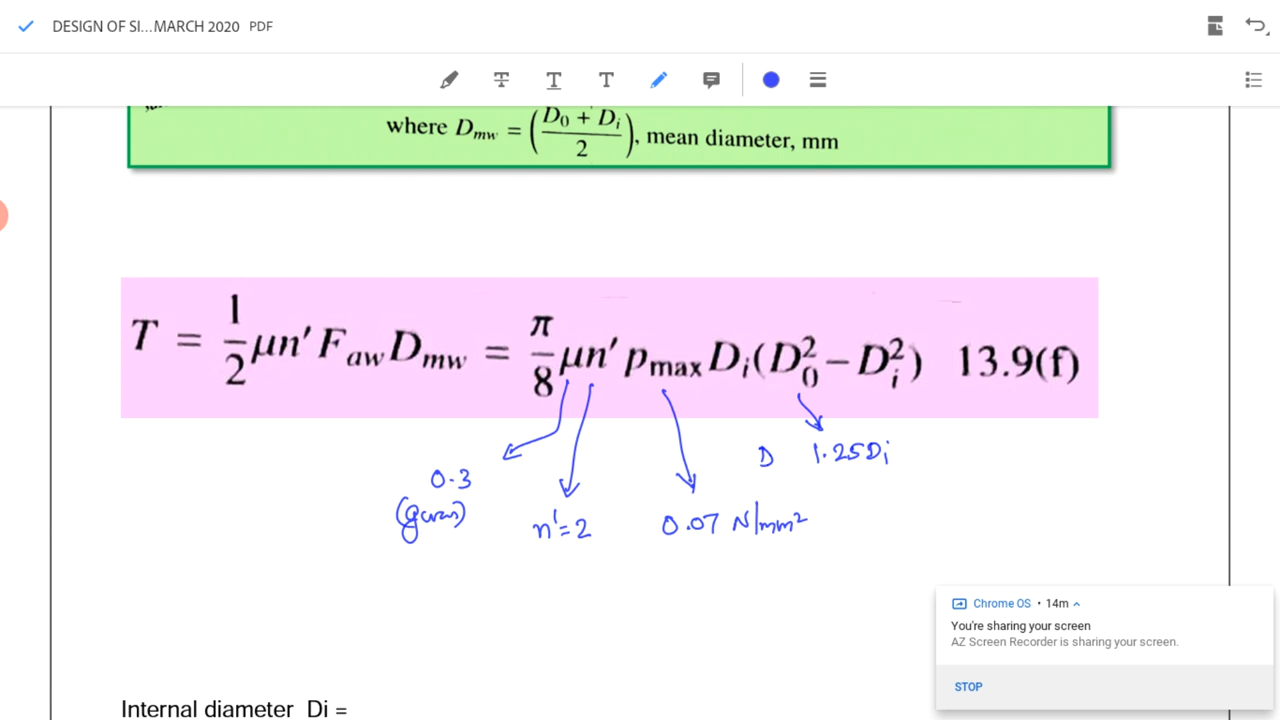 DESIGN OF SI...MARCH 2020 PDF
where D_mw = ((D_0 + D_i)/2), mean diameter, mm
T = 1/2 μn′ F_aw D_mw = π/8 μn′ p_max D_i(D_0^2 − D_i^2) 13.9(f)
D 1.25Di
0.3
(given)
n′=2
0.07 N/mm²
Chrome OS • 14m
You're sharing your screen
AZ Screen Recorder is sharing your screen.
STOP
Internal diameter Di =